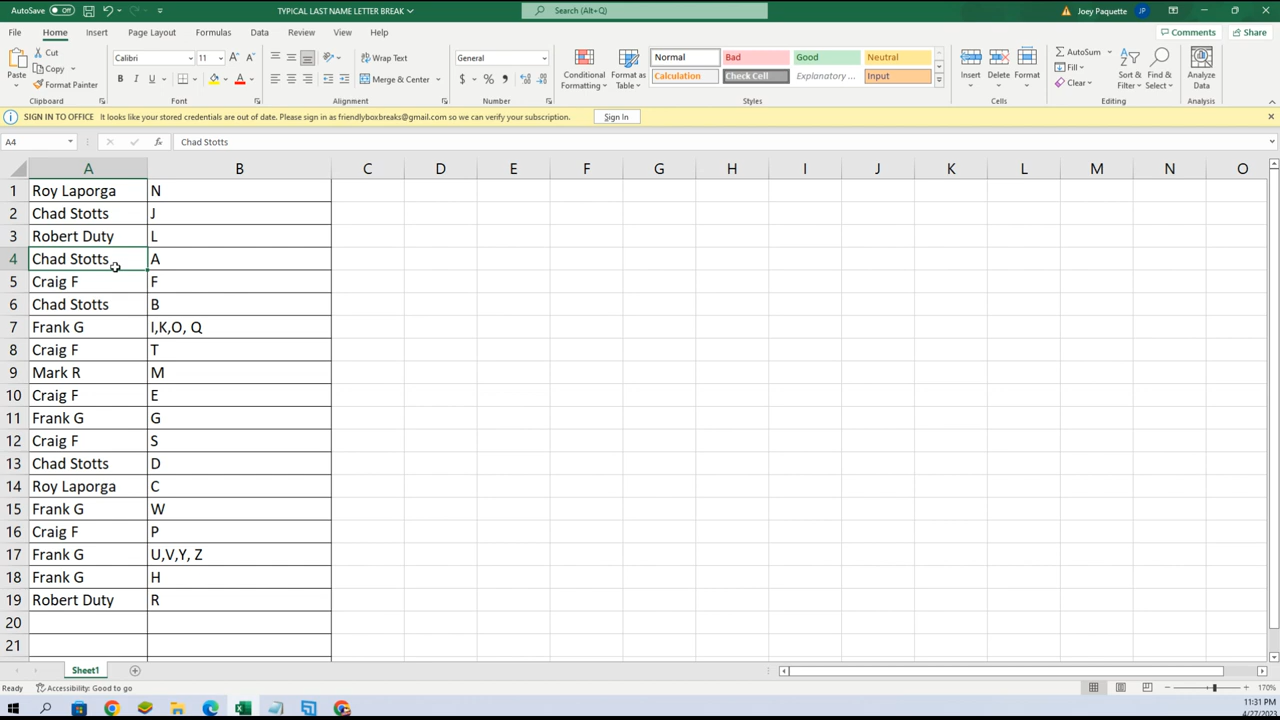 AutoSave Off TYPICAL LAST NAME LETTER BREAK Search (Alt+Q) Joey Paquette JP
File Home Insert Page Layout Formulas Data Review View Help Comments Share
Paste Cut Copy Format Painter Clipboard
Calibri 11 A A B I U A Font
Wrap Text Merge & Center Alignment
General $ % , Number
Conditional Formatting Format as Table
Normal Bad Good Neutral
Calculation Check Cell Explanatory ... Input
Styles
Insert Delete Format Cells
AutoSum Fill Clear Sort & Filter Find & Select Editing
Analyze Data Analysis
SIGN IN TO OFFICE It looks like your stored credentials are out of date. Please sign in as friendlyboxbreaks@gmail.com so we can verify your subscription. Sign In
A4 fx Chad Stotts
A B C D E F G H I J K L M N O
1 Roy Laporga N
2 Chad Stotts J
3 Robert Duty L
4 Chad Stotts A
5 Craig F F
6 Chad Stotts B
7 Frank G I,K,O, Q
8 Craig F T
9 Mark R M
10 Craig F E
11 Frank G G
12 Craig F S
13 Chad Stotts D
14 Roy Laporga C
15 Frank G W
16 Craig F P
17 Frank G U,V,Y, Z
18 Frank G H
19 Robert Duty R
20
21
Sheet1
Ready Accessibility: Good to go 170%
11:31 PM
4/27/2023